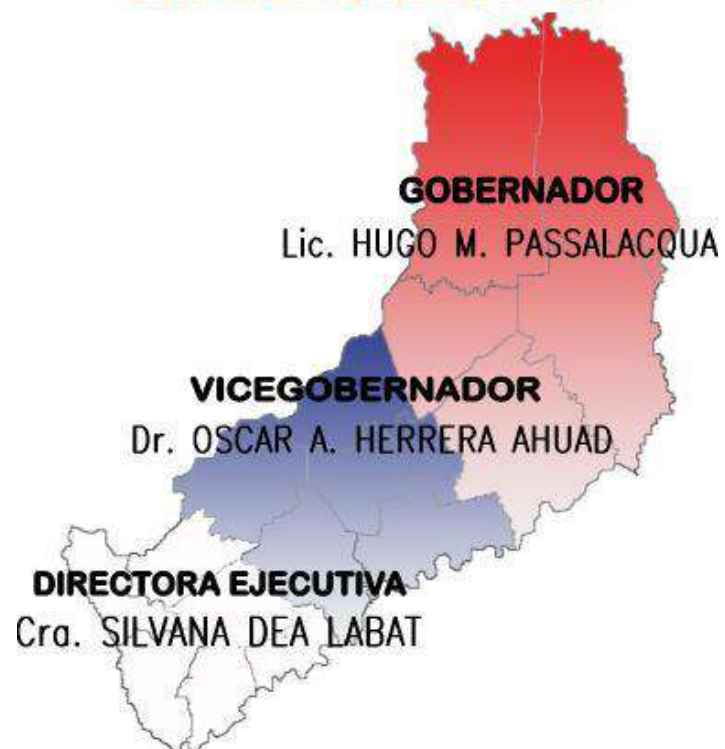 GOBERNADOR
Lic. HUGO M. PASSALACQUA
VICEGOBERNADOR
Dr. OSCAR A. HERRERA AHUAD
DIRECTORA EJECUTIVA
Cra. SILVANA DEA LABAT